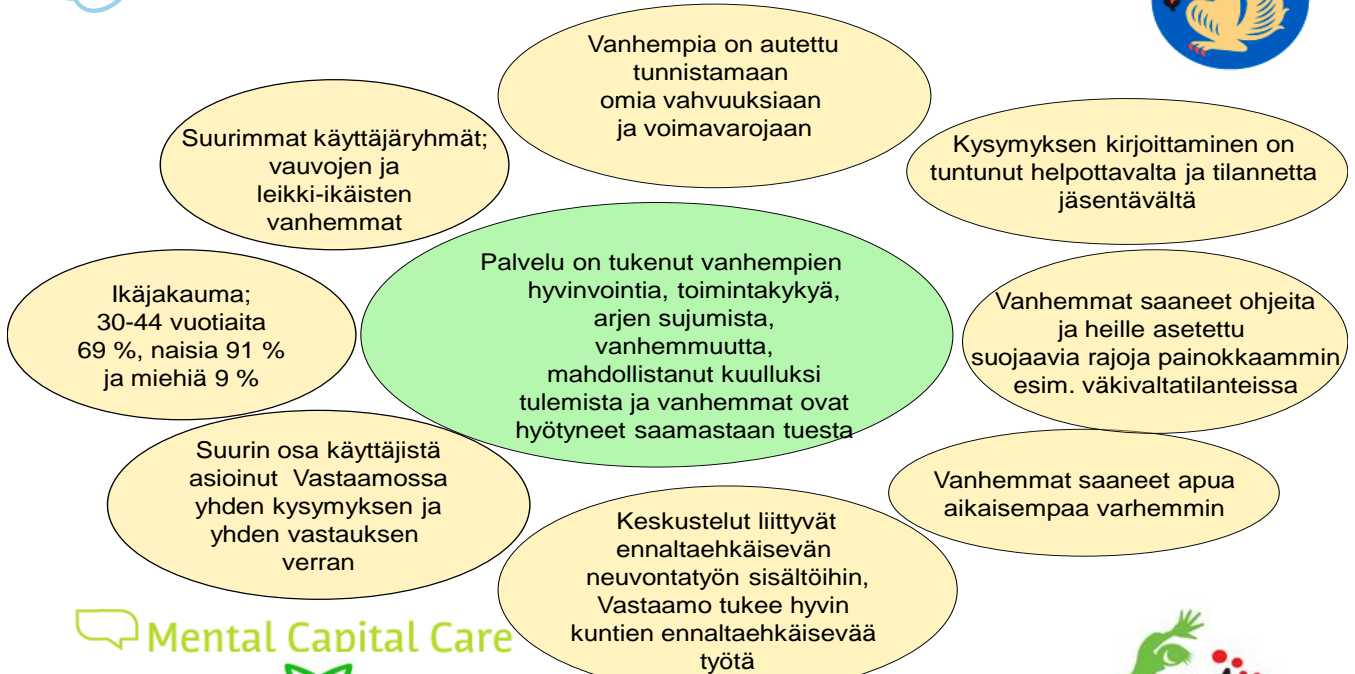 Vanhempia on autettu
tunnistamaan
omia vahvuuksiaan
ja voimavarojaan
Suurimmat käyttäjäryhmät;
vauvojen ja
leikki-ikäisten
vanhemmat
Kysymyksen kirjoittaminen on
tuntunut helpottavalta ja tilannetta
jäsentävältä
Palvelu on tukenut vanhempien
hyvinvointia, toimintakykyä,
arjen sujumista,
vanhemmuutta,
mahdollistanut kuulluksi
tulemista ja vanhemmat ovat
hyötyneet saamastaan tuesta
Ikäjakauma;
30-44 vuotiaita
69 %, naisia 91 %
ja miehiä 9 %
Vanhemmat saaneet ohjeita
ja heille asetettu
suojaavia rajoja painokkaammin
esim. väkivaltatilanteissa
Suurin osa käyttäjistä
asioinut Vastaamossa
yhden kysymyksen ja
yhden vastauksen
verran
Vanhemmat saaneet apua
aikaisempaa varhemmin
Keskustelut liittyvät
ennaltaehkäisevän
neuvontatyön sisältöihin,
Vastaamo tukee hyvin
kuntien ennaltaehkäisevää
työtä
Mental Capital Care